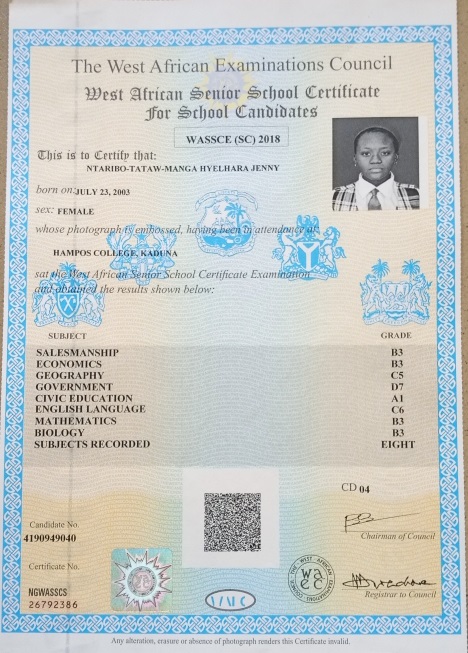 The West African Examinations Council
West African Senior School Certificate
For School Candidates
WASSCE (SC) 2018
This is to Certify that:
NTARIBO-TATAW-MANGA HYELHARA JENNY
born on: JULY 23, 2003
sex: FEMALE
whose photograph is embossed, having been in attendance at:
HAMPOS COLLEGE, KADUNA
sat the West African Senior School Certificate Examination
and obtained the results shown below:
SUBJECT GRADE
SALESMANSHIP B3
ECONOMICS B3
GEOGRAPHY C5
GOVERNMENT D7
CIVIC EDUCATION A1
ENGLISH LANGUAGE C6
MATHEMATICS B3
BIOLOGY B3
SUBJECTS RECORDED EIGHT
CD 04
Candidate No.
4190949040
Chairman of Council
Certificate No.
NGWASSCS
26792386
THE WEST AFRICAN EXAMINATIONS COUNCIL
Registrar to Council
Any alteration, erasure or absence of photograph renders this Certificate invalid.